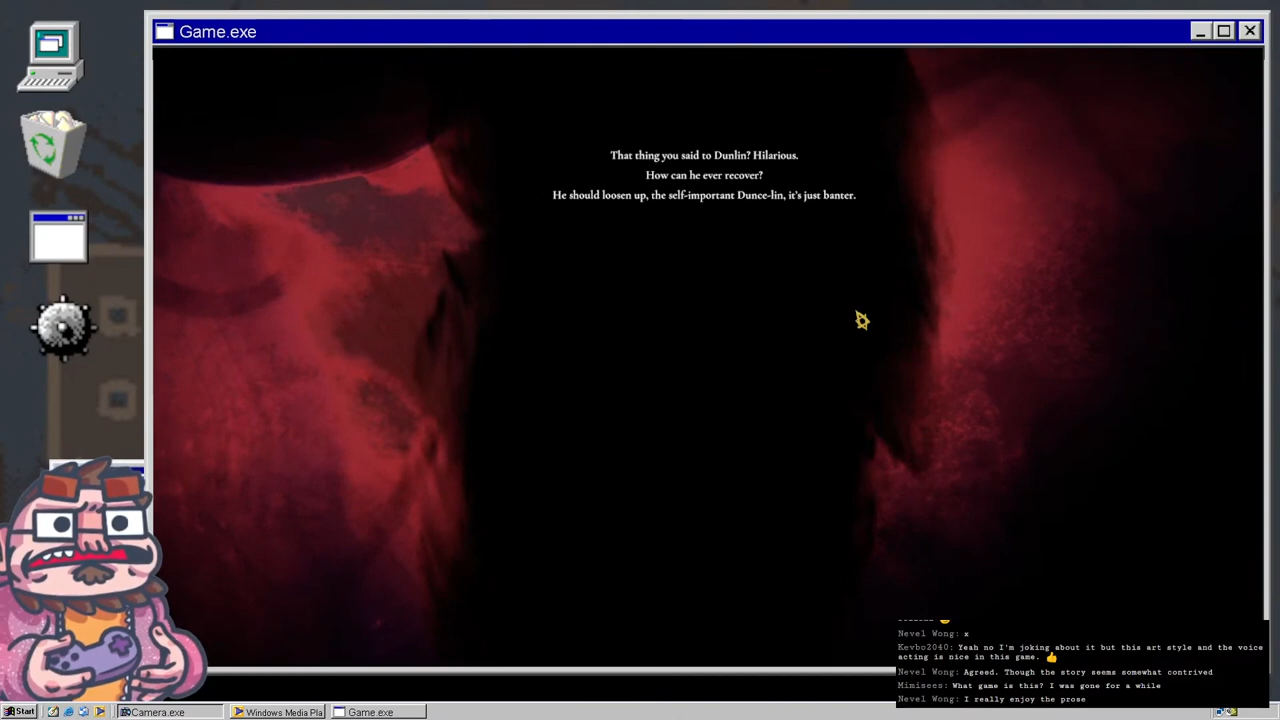 Game.exe
That thing you said to Dunlin? Hilarious.
How can he ever recover?
He should loosen up, the self-important Dunce-lin, it's just banter.
Nevel Wong: x
Kevbo2040: Yeah no I'm joking about it but this art style and the voice
acting is nice in this game. 👍
Nevel Wong: Agreed. Though the story seems somewhat contrived
Mimisees: What game is this? I was gone for a while
Nevel Wong: I really enjoy the prose
Start
Camera.exe
Windows Media Pla
Game.exe